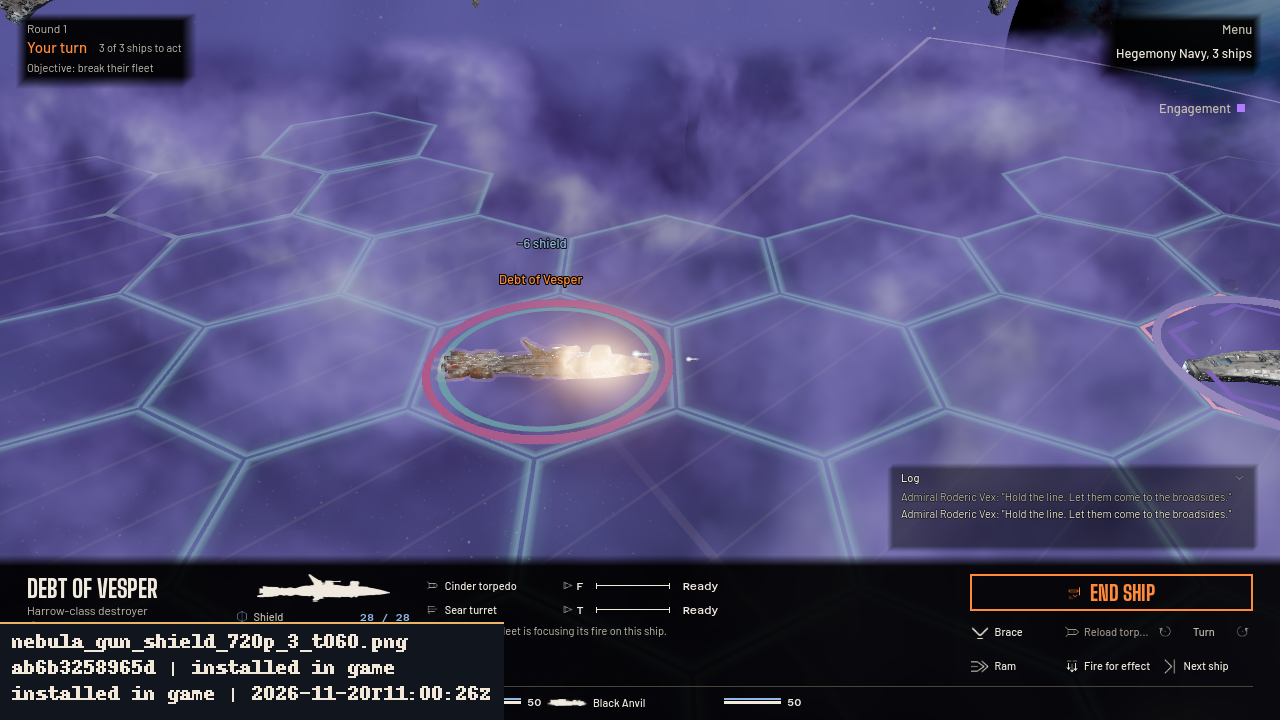 Round 1
Your turn 3 of 3 ships to act
Objective: break their fleet
Menu
Hegemony Navy, 3 ships
Engagement
-6 shield
Debt of Vesper
Log
Admiral Roderic Vex: "Hold the line. Let them come to the broadsides."
Admiral Roderic Vex: "Hold the line. Let them come to the broadsides."
DEBT OF VESPER
Harrow-class destroyer
Shield 28 / 28
Cinder torpedo F Ready
Sear turret T Ready
leet is focusing its fire on this ship.
END SHIP
Brace Reload torp... Turn
Ram Fire for effect Next ship
50 Black Anvil 50
nebula_gun_shield_720p_3_t060.png
ab6b3258965d | installed in game
installed in game | 2026-11-20T11:00:26Z